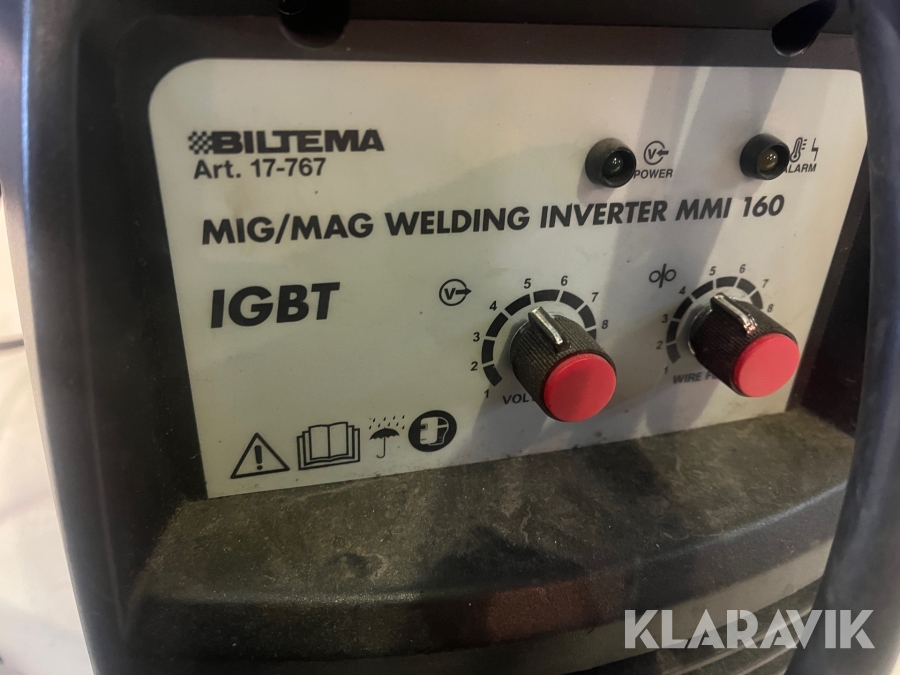 BILTEMA
Art. 17-767
POWER
ALARM
MIG/MAG WELDING INVERTER MMI 160
IGBT
V
1 2 3 4 5 6 7 8
1 2 3 4 5 6 7 8
KLARAVIK